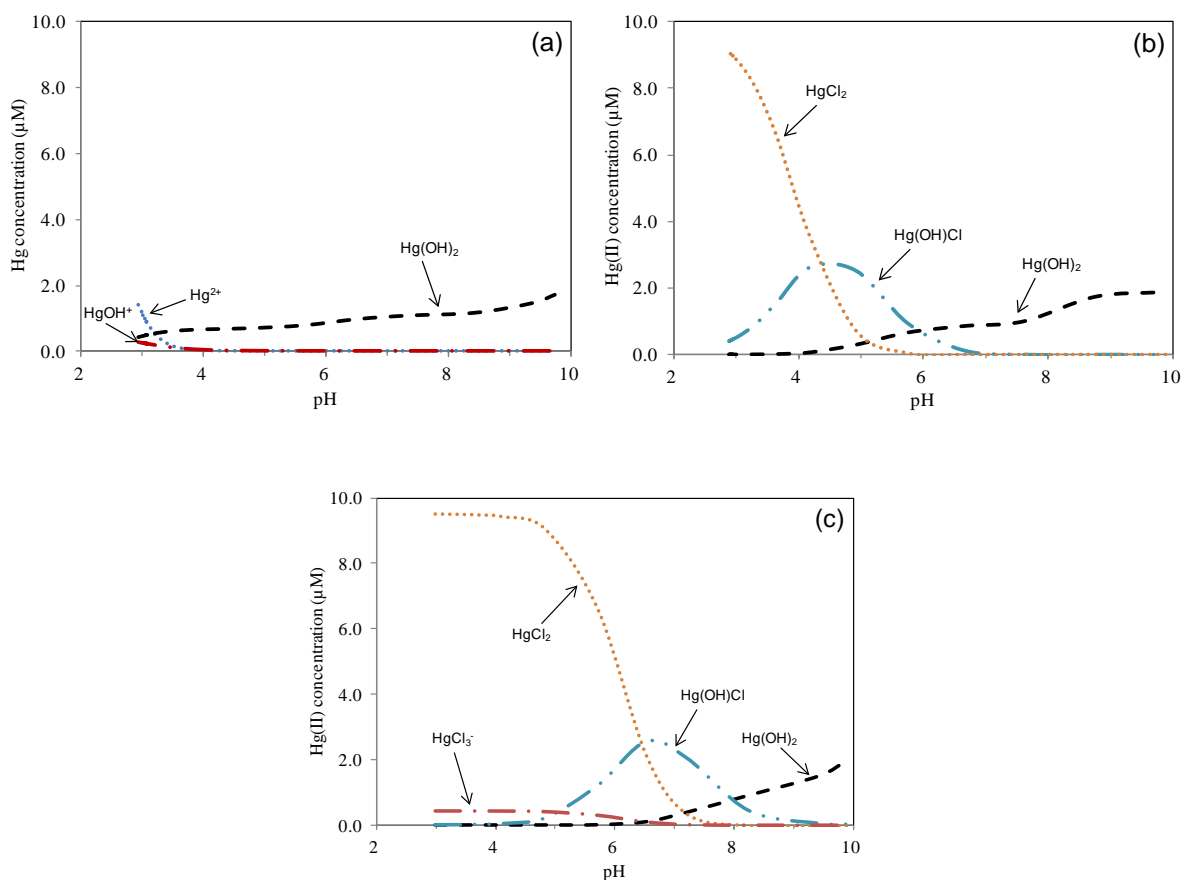 (a)
Hg concentration (µM)
10.0
8.0
6.0
4.0
2.0
0.0
Hg(OH)₂
Hg²⁺
HgOH⁺
2 4 6 8 10
pH
(b)
Hg(II) concentration (µM)
10.0
8.0
6.0
4.0
2.0
0.0
HgCl₂
Hg(OH)Cl
Hg(OH)₂
2 4 6 8 10
pH
(c)
Hg(II) concentration (µM)
10.0
8.0
6.0
4.0
2.0
0.0
HgCl₂
Hg(OH)Cl
HgCl₃⁻
Hg(OH)₂
2 4 6 8 10
pH